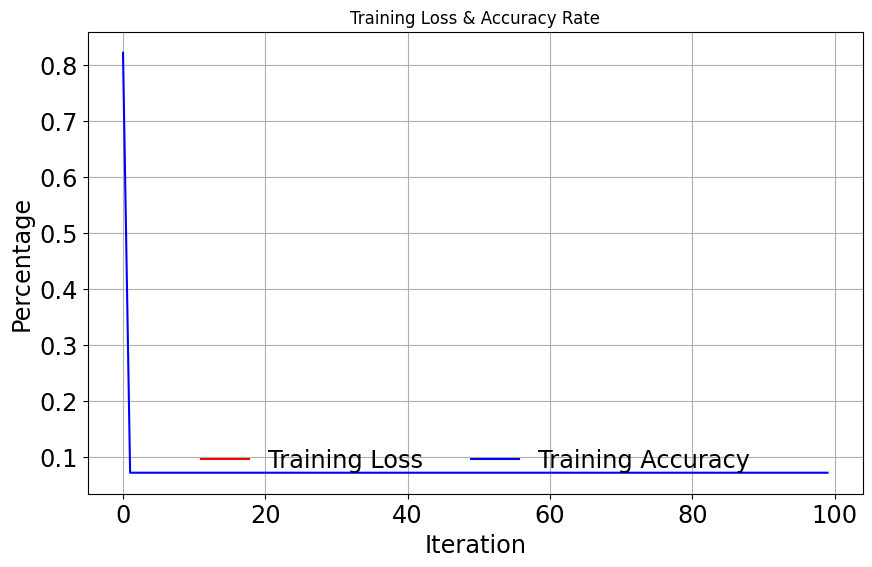 Training Loss & Accuracy Rate
Percentage
0.8
0.7
0.6
0.5
0.4
0.3
0.2
0.1
Training Loss Training Accuracy
0 20 40 60 80 100
Iteration